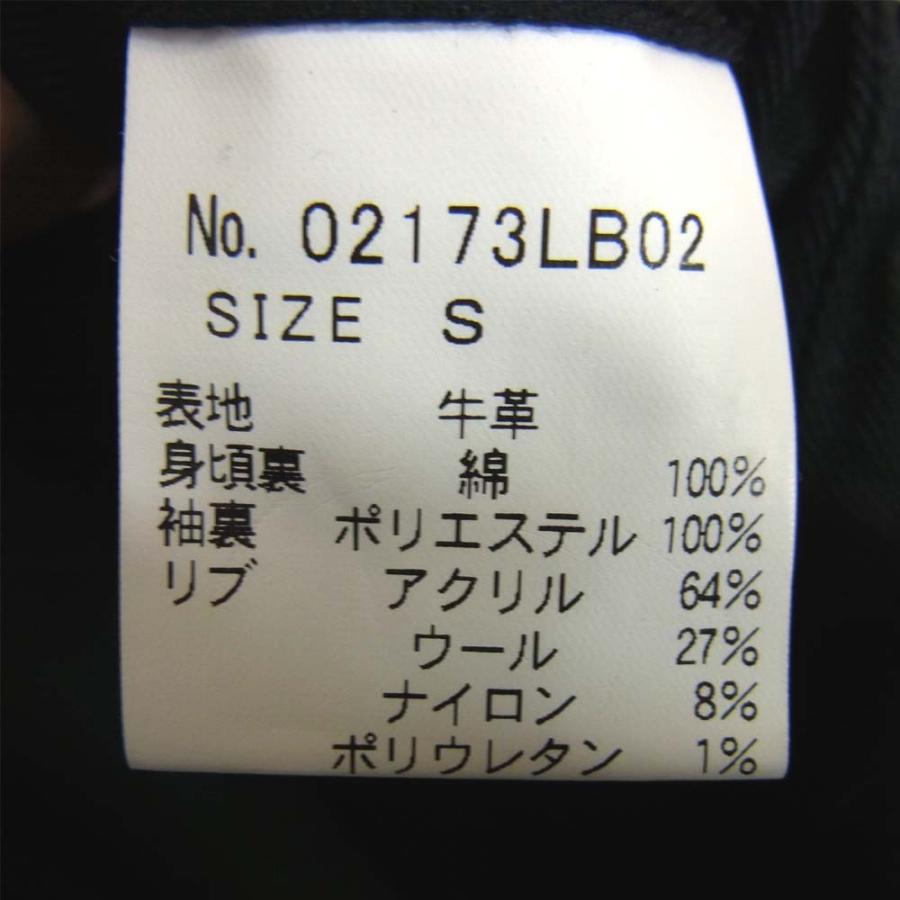 No. 02173LB02
SIZE S
表地 牛革
身頃裏 綿 100%
袖裏 ポリエステル 100%
リブ アクリル 64%
ウール 27%
ナイロン 8%
ポリウレタン 1%